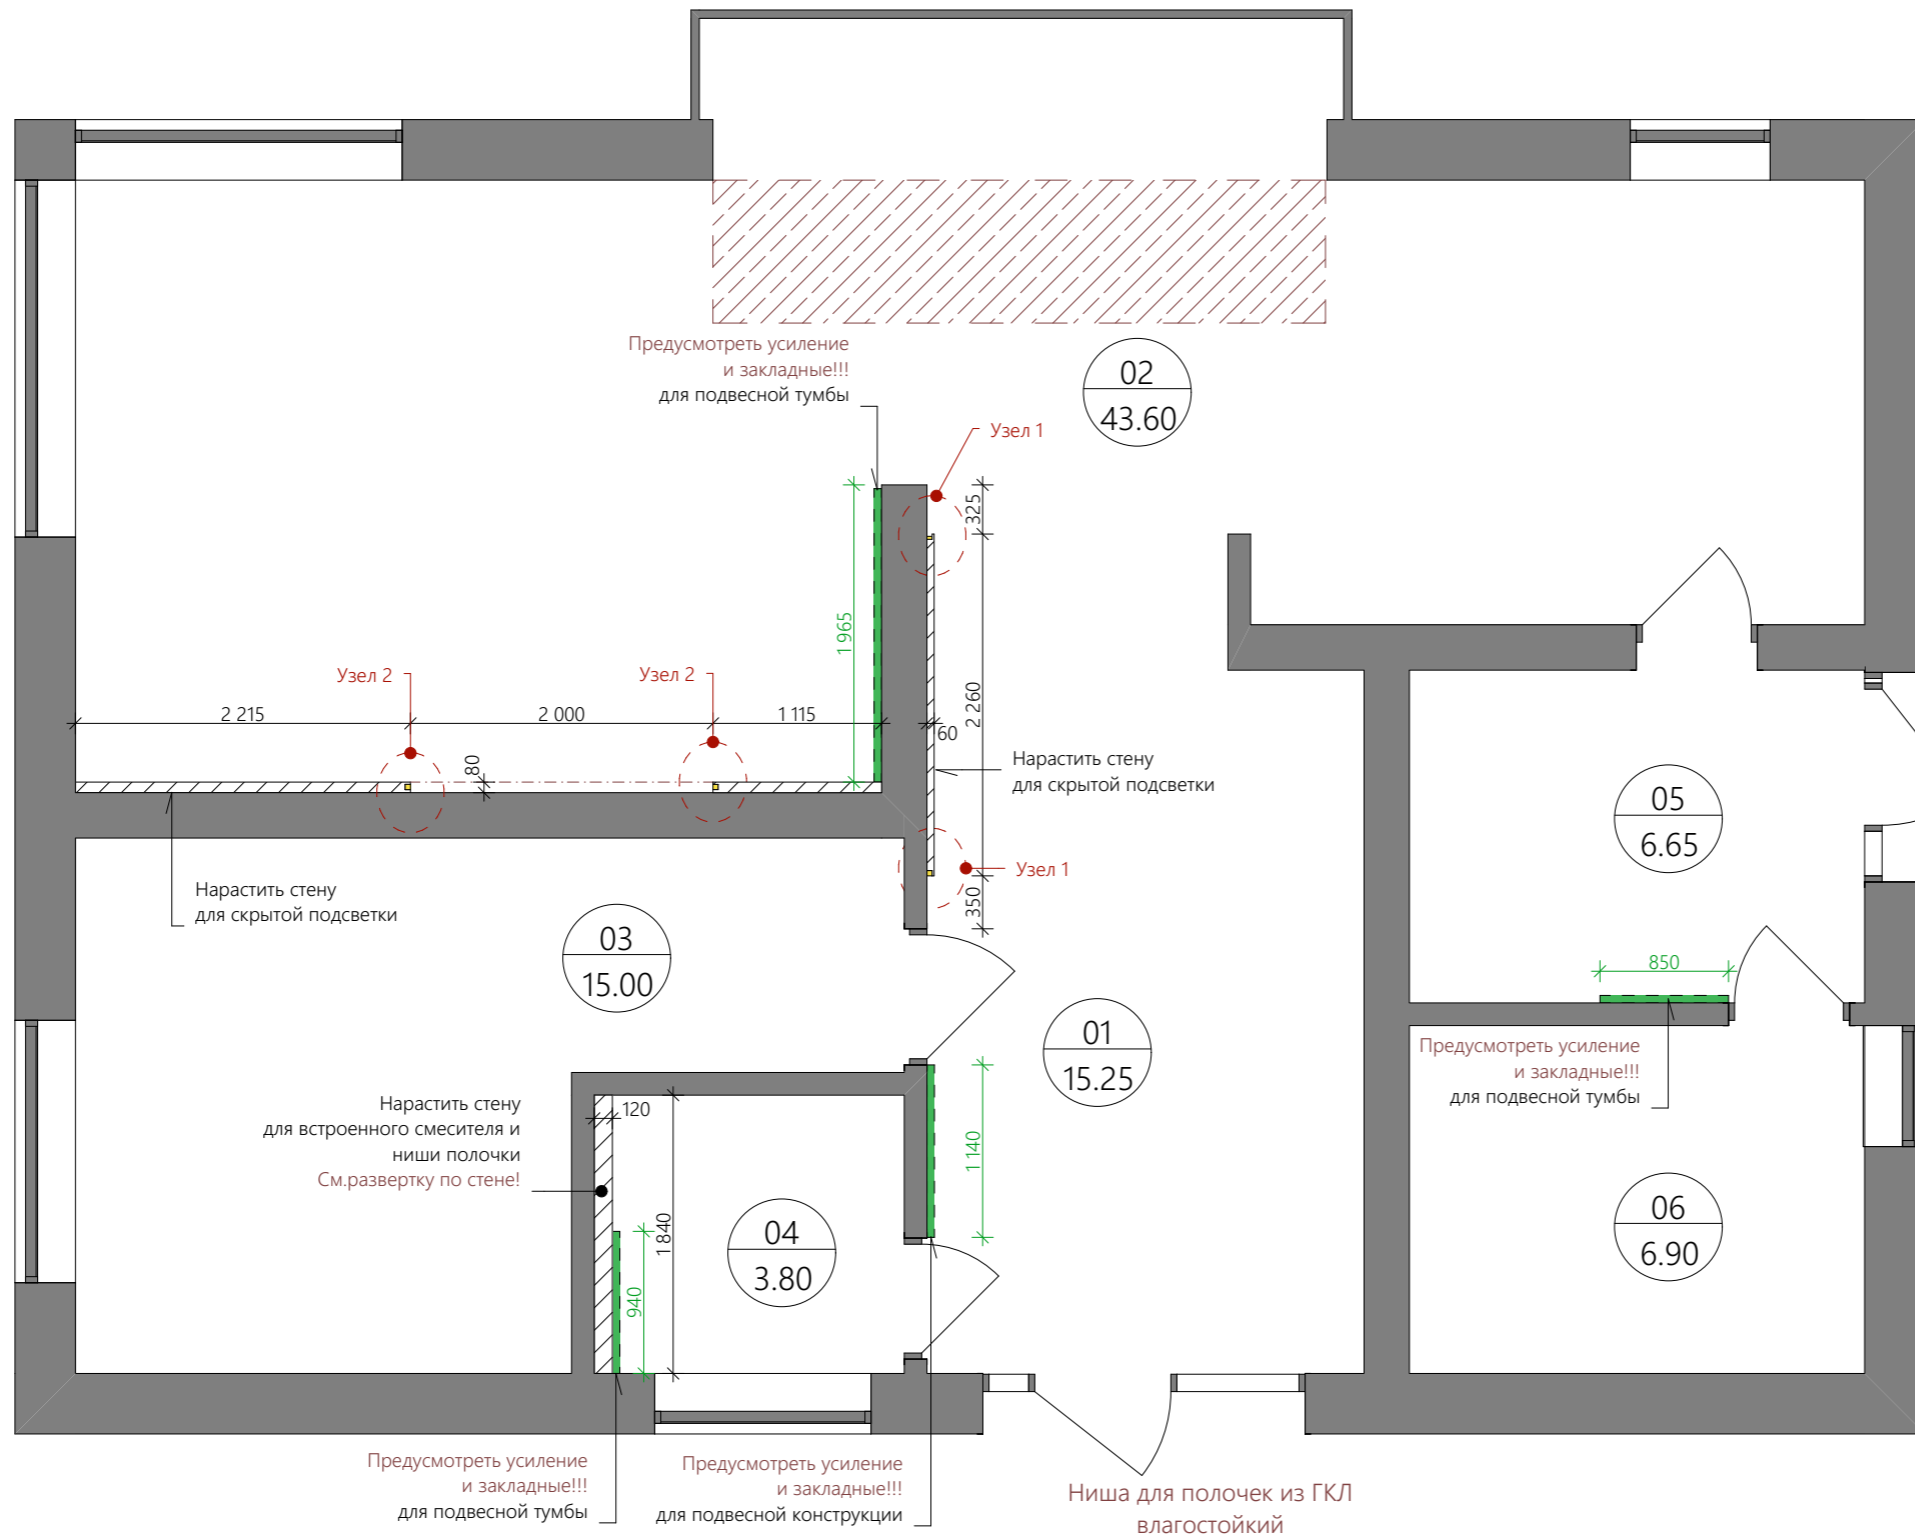 Предусмотреть усиление
и закладные!!!
для подвесной тумбы
02
43.60
Узел 1
325
1 965
2 260
60
Узел 2
Узел 2
2 215
2 000
1 115
80
Нарастить стену
для скрытой подсветки
05
6.65
Узел 1
350
Нарастить стену
для скрытой подсветки
03
15.00
850
01
15.25
Предусмотреть усиление
и закладные!!!
для подвесной тумбы
Нарастить стену
для встроенного смесителя и
ниши полочки
См.развертку по стене!
120
1 840
940
1 140
04
3.80
06
6.90
Предусмотреть усиление
и закладные!!!
для подвесной тумбы
Предусмотреть усиление
и закладные!!!
для подвесной конструкции
Ниша для полочек из ГКЛ
влагостойкий